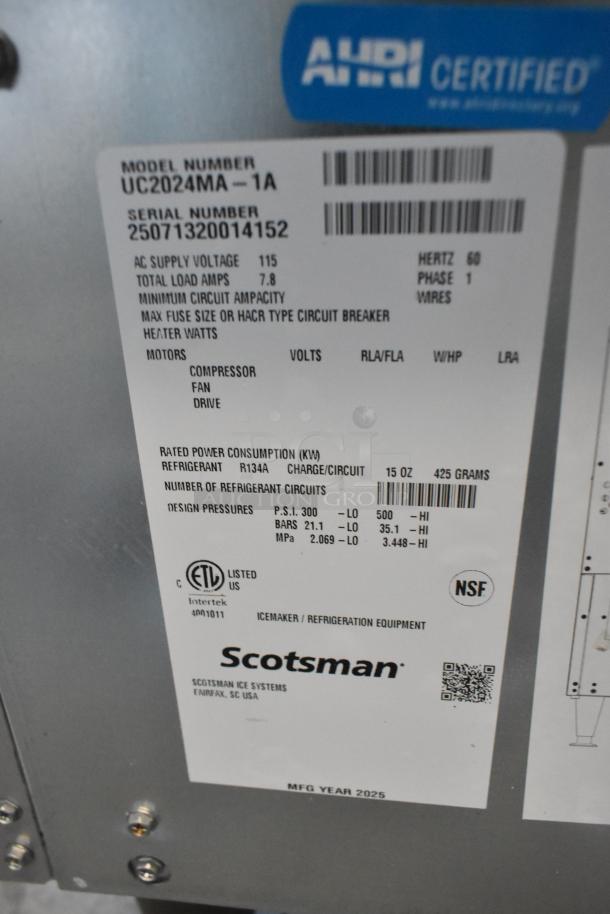 AHRI CERTIFIED®
www.ahridirectory.org
MODEL NUMBER
UC2024MA-1A
SERIAL NUMBER
25071320014152
AC SUPPLY VOLTAGE 115 HERTZ 60
TOTAL LOAD AMPS 7.8 PHASE 1
MINIMUM CIRCUIT AMPACITY WIRES
MAX FUSE SIZE OR HACR TYPE CIRCUIT BREAKER
HEATER WATTS
MOTORS VOLTS RLA/FLA W/HP LRA
COMPRESSOR
FAN
DRIVE
RATED POWER CONSUMPTION (KW)
REFRIGERANT R134A CHARGE/CIRCUIT 15 OZ 425 GRAMS
NUMBER OF REFRIGERANT CIRCUITS
AUCTION GROUP
DESIGN PRESSURES P.S.I. 300 -LO 500 -HI
BARS 21.1 -LO 35.1 -HI
MPa 2.069-LO 3.448-HI
C ETL LISTED US
Intertek
4001011
NSF
ICEMAKER / REFRIGERATION EQUIPMENT
Scotsman
SCOTSMAN ICE SYSTEMS
FAIRFAX, SC USA
MFG YEAR 2025